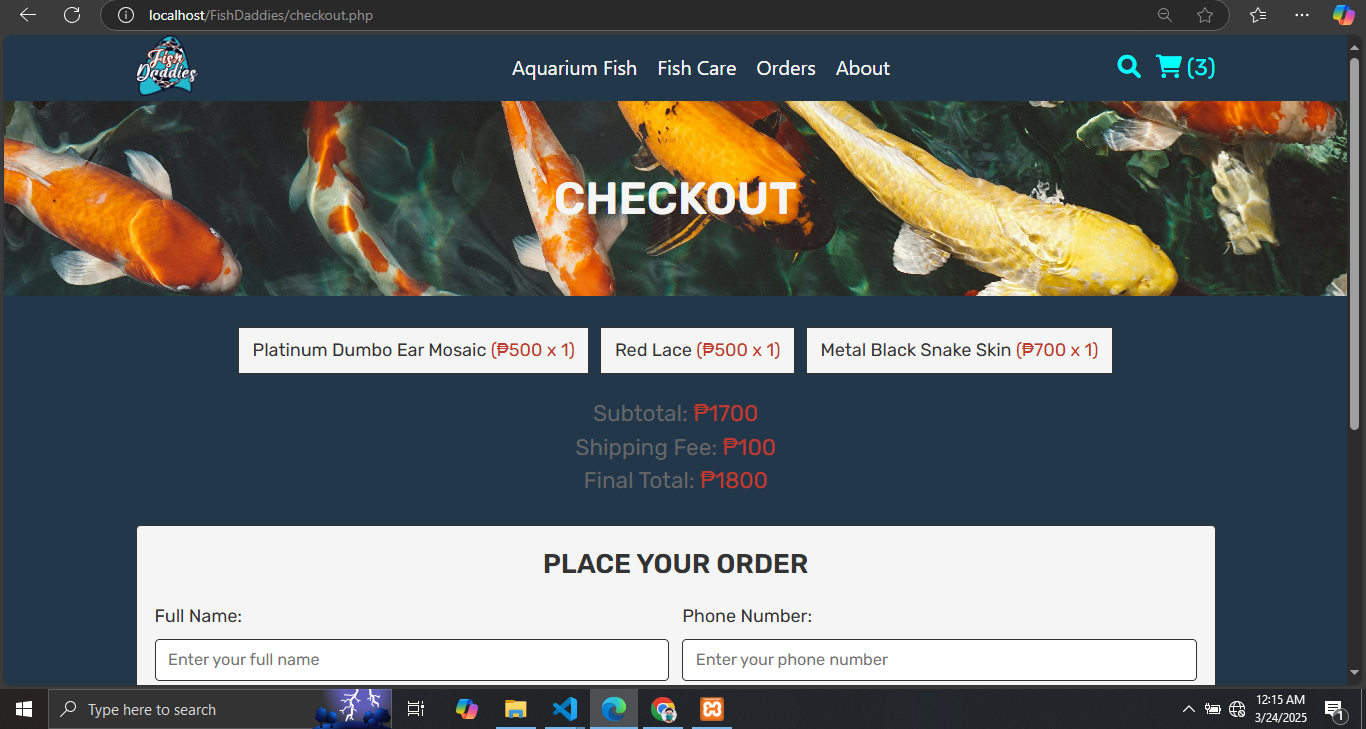 localhost/FishDaddies/checkout.php
Fish Daddies
Aquarium Fish Fish Care Orders About (3)
CHECKOUT
Platinum Dumbo Ear Mosaic (₱500 x 1) Red Lace (₱500 x 1) Metal Black Snake Skin (₱700 x 1)
Subtotal: ₱1700
Shipping Fee: ₱100
Final Total: ₱1800
PLACE YOUR ORDER
Full Name: Phone Number:
Enter your full name Enter your phone number
Type here to search
12:15 AM
3/24/2025
1